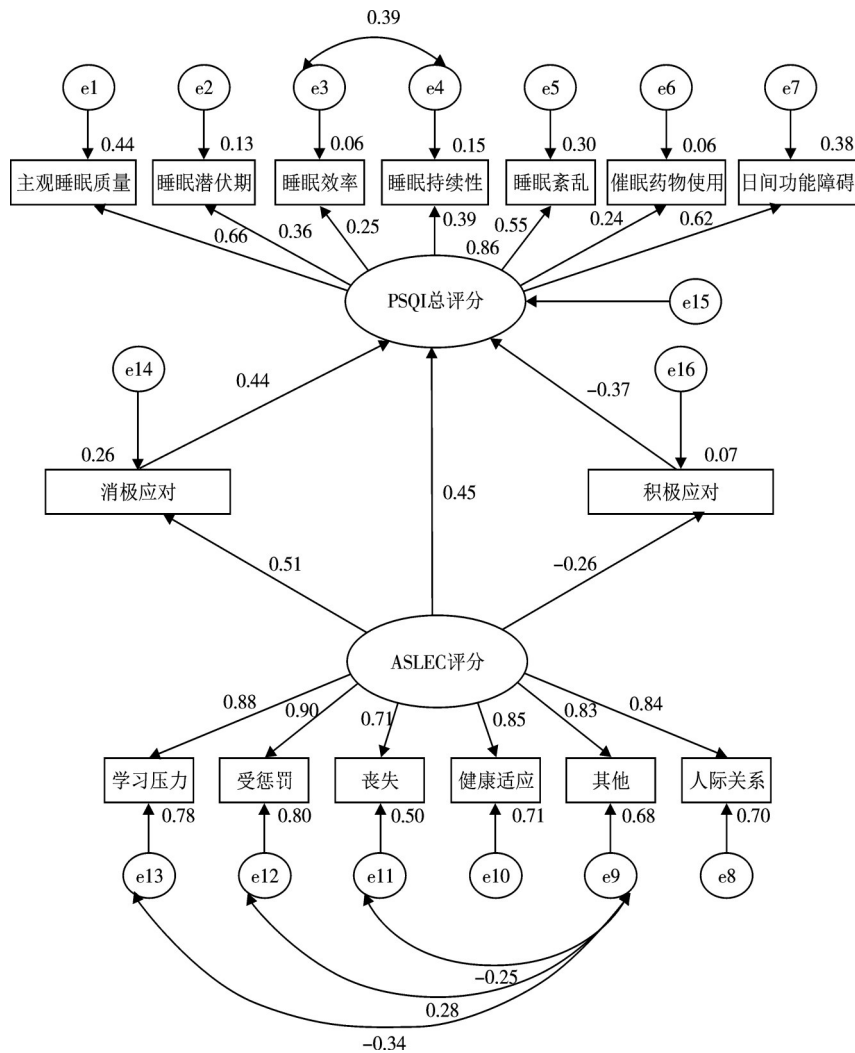 0.39
e1 e2 e3 e4 e5 e6 e7
0.44 0.13 0.06 0.15 0.30 0.06 0.38
主观睡眠质量 睡眠潜伏期 睡眠效率 睡眠持续性 睡眠紊乱 催眠药物使用 日间功能障碍
0.66 0.36 0.25 0.39 0.86 0.55 0.24 0.62
PSQI总评分 e15
e14 0.44 -0.37 e16
0.26 0.07
消极应对 0.45 积极应对
0.51 -0.26
ASLEC评分
0.88 0.90 0.71 0.85 0.83 0.84
学习压力 受惩罚 丧失 健康适应 其他 人际关系
0.78 0.80 0.50 0.71 0.68 0.70
e13 e12 e11 e10 e9 e8
-0.25
0.28
-0.34